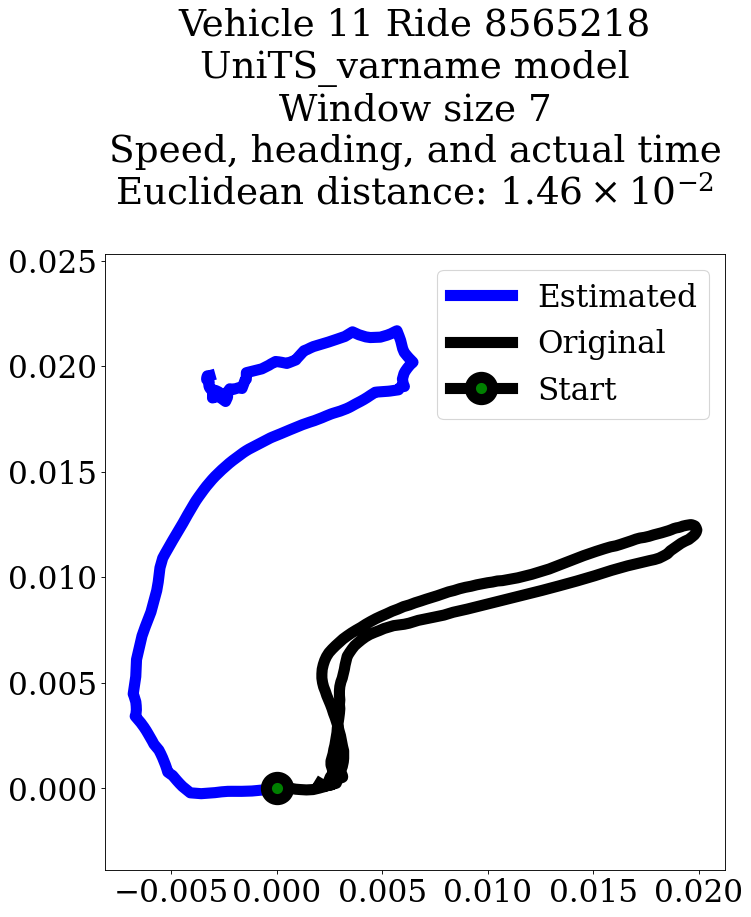 Vehicle 11 Ride 8565218
UniTS_varname model
Window size 7
Speed, heading, and actual time
Euclidean distance: 1.46 × 10⁻²
Estimated
Original
Start
0.025
0.020
0.015
0.010
0.005
0.000
−0.005 0.000 0.005 0.010 0.015 0.020